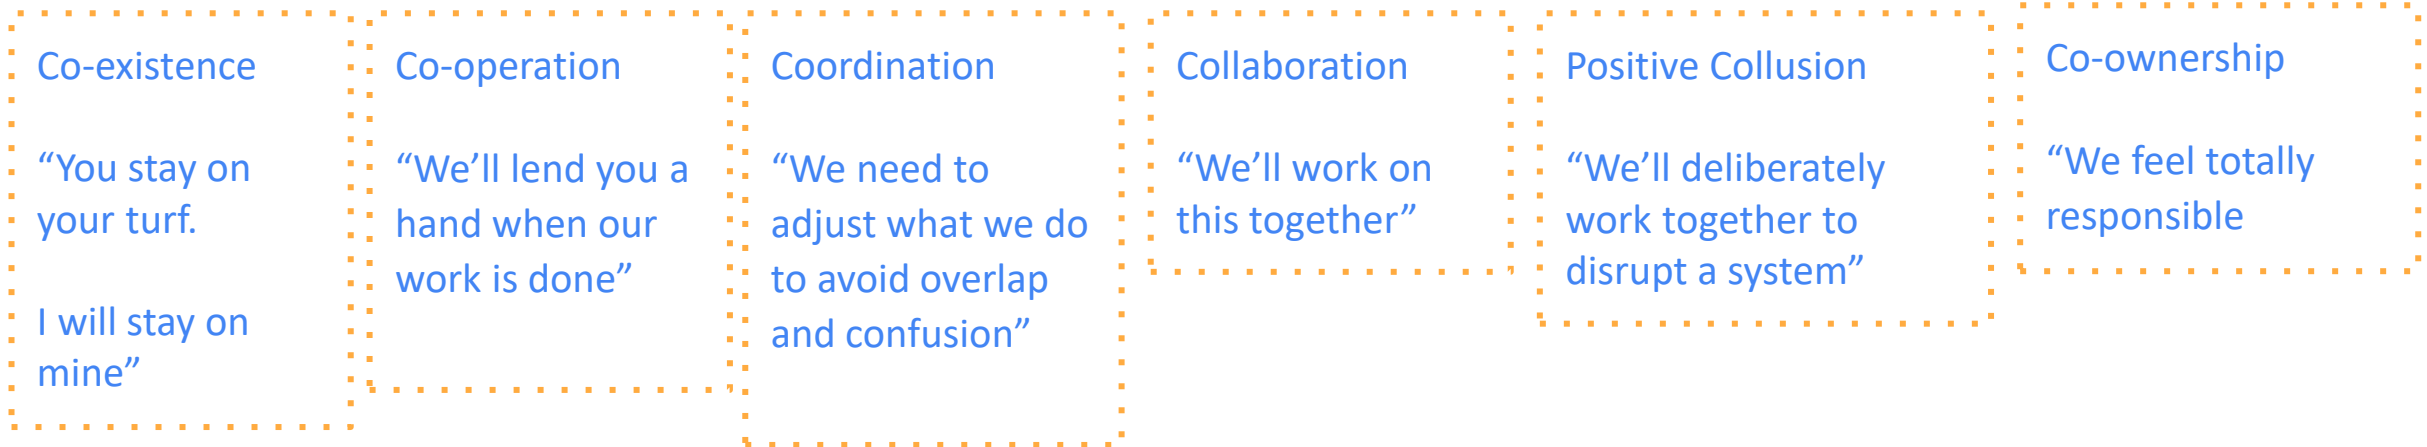 Co-existence
“You stay on
your turf.
I will stay on
mine”
Co-operation
“We’ll lend you a
hand when our
work is done”
Coordination
“We need to
adjust what we do
to avoid overlap
and confusion”
Collaboration
“We’ll work on
this together”
Positive Collusion
“We’ll deliberately
work together to
disrupt a system”
Co-ownership
“We feel totally
responsible